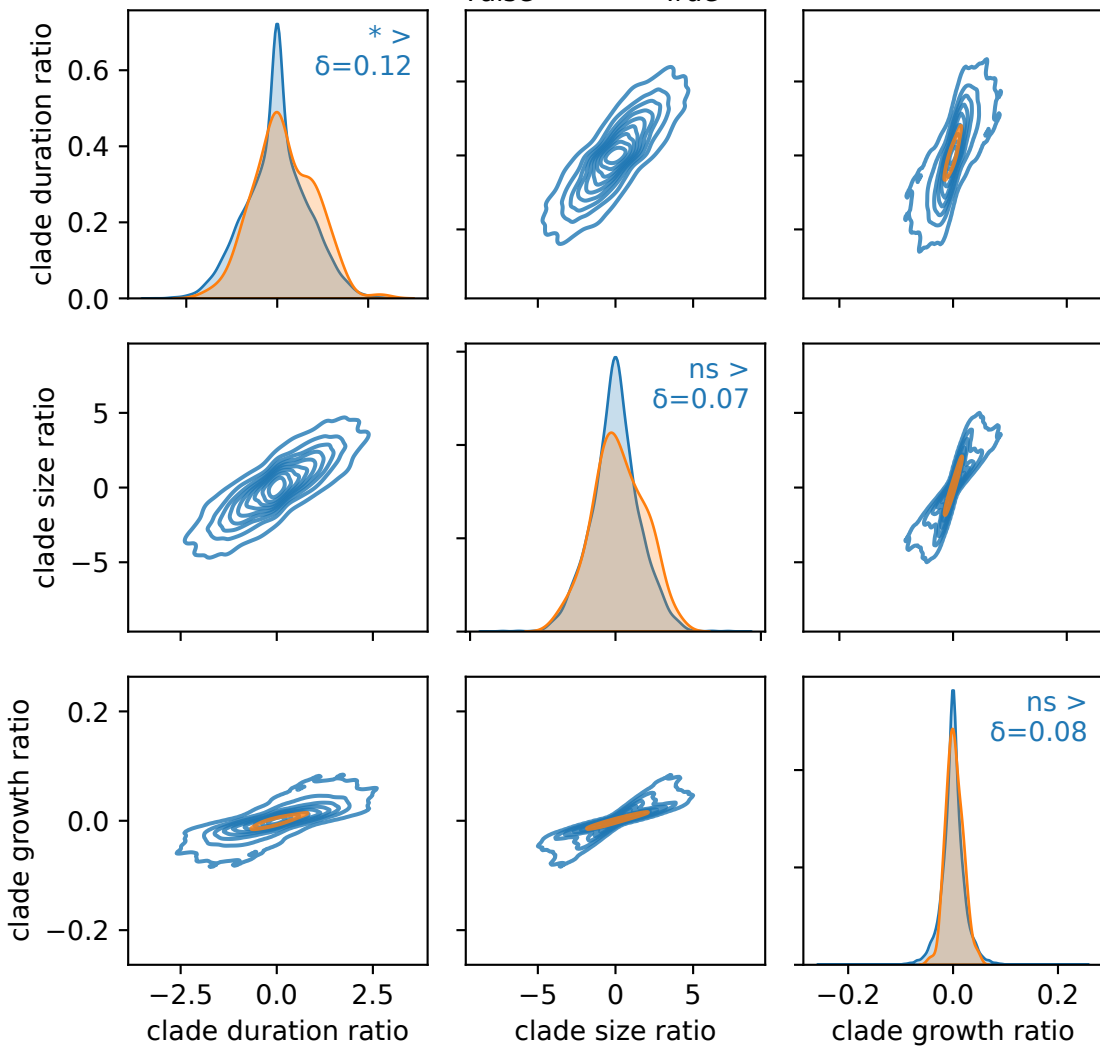 clade duration ratio
0.6
0.4
0.2
0.0
* >
δ=0.12
clade size ratio
5
0
−5
ns >
δ=0.07
clade growth ratio
0.2
0.0
−0.2
ns >
δ=0.08
−2.5 0.0 2.5
−5 0 5
−0.2 0.0 0.2
clade duration ratio
clade size ratio
clade growth ratio